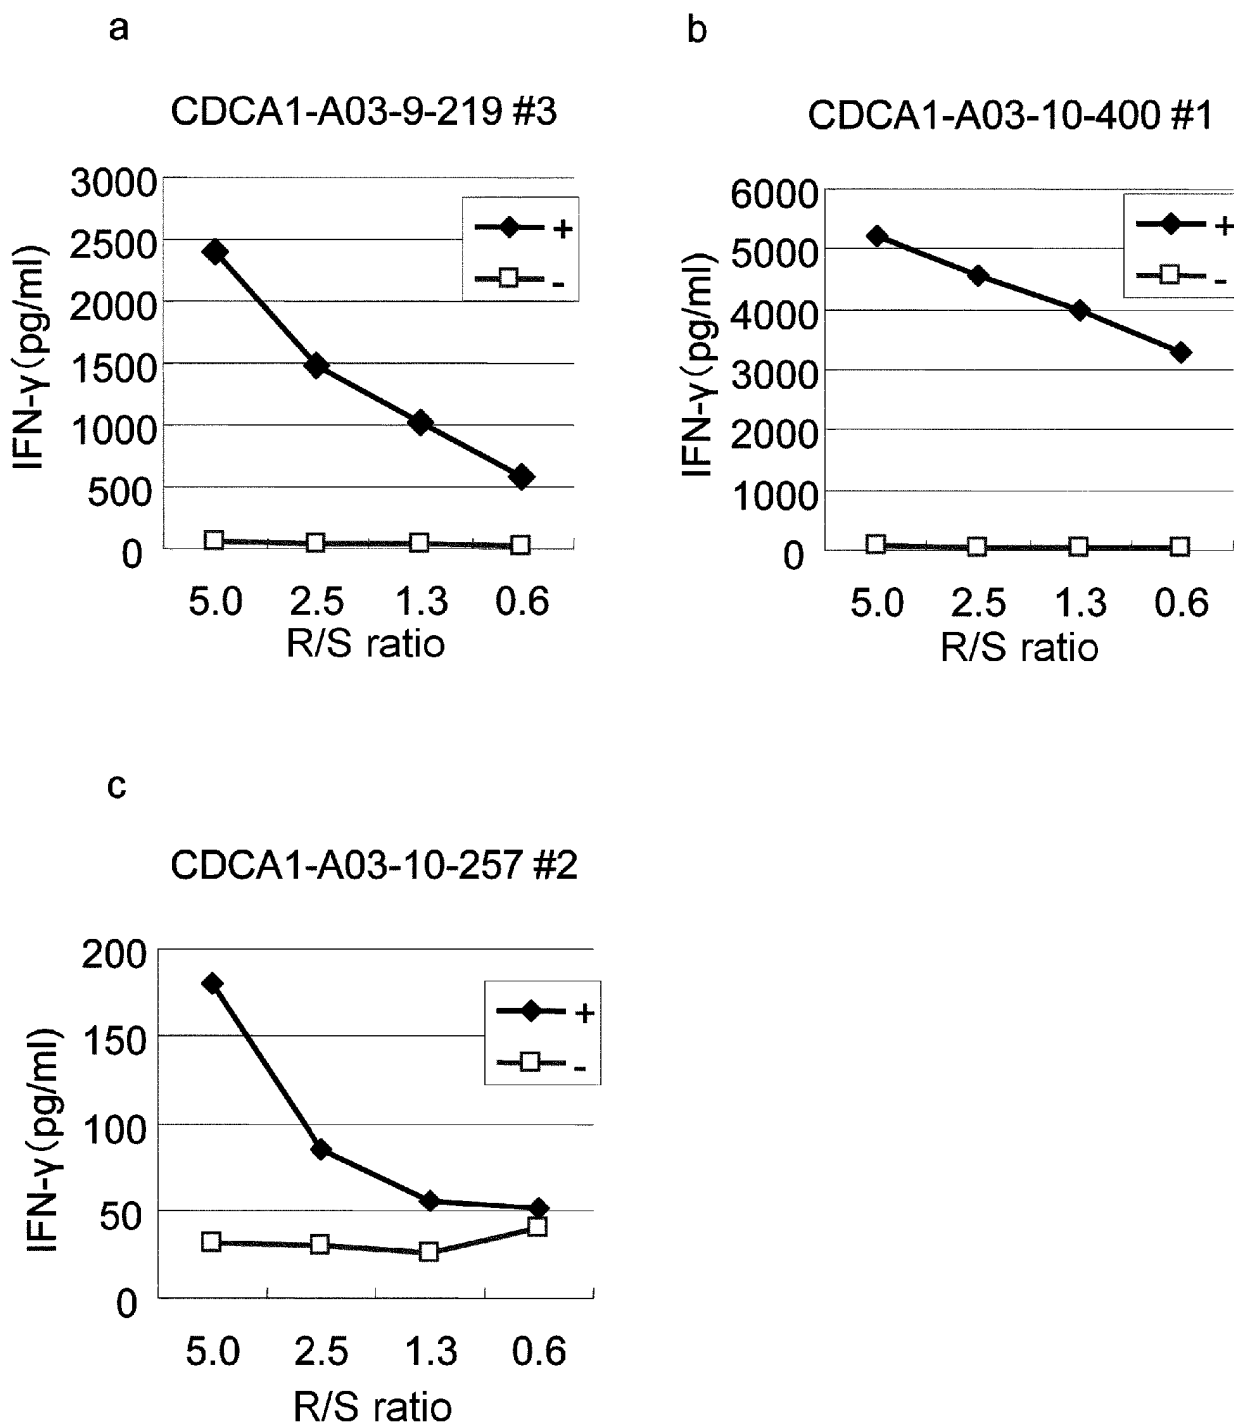 a
CDCA1-A03-9-219 #3
IFN-γ(pg/ml)
3000
2500
2000
1500
1000
500
0
+
-
5.0 2.5 1.3 0.6
R/S ratio
b
CDCA1-A03-10-400 #1
IFN-γ(pg/ml)
6000
5000
4000
3000
2000
1000
0
+
-
5.0 2.5 1.3 0.6
R/S ratio
c
CDCA1-A03-10-257 #2
IFN-γ(pg/ml)
200
150
100
50
0
+
-
5.0 2.5 1.3 0.6
R/S ratio